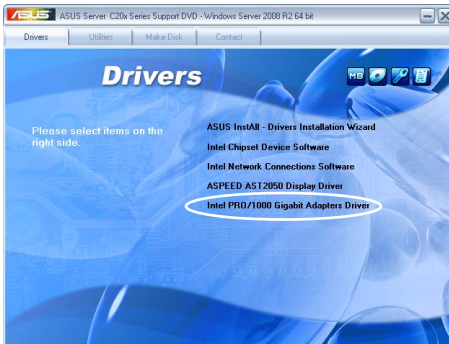 ASUS ASUS Server C20x Series Support DVD - Windows Server 2008 R2 64 bit
Drivers Utilities Make Disk Contact
Drivers
MB
Please select items on the
right side.
ASUS InstAll - Drivers Installation Wizard
Intel Chipset Device Software
Intel Network Connections Software
ASPEED AST2050 Display Driver
Intel PRO/1000 Gigabit Adapters Driver